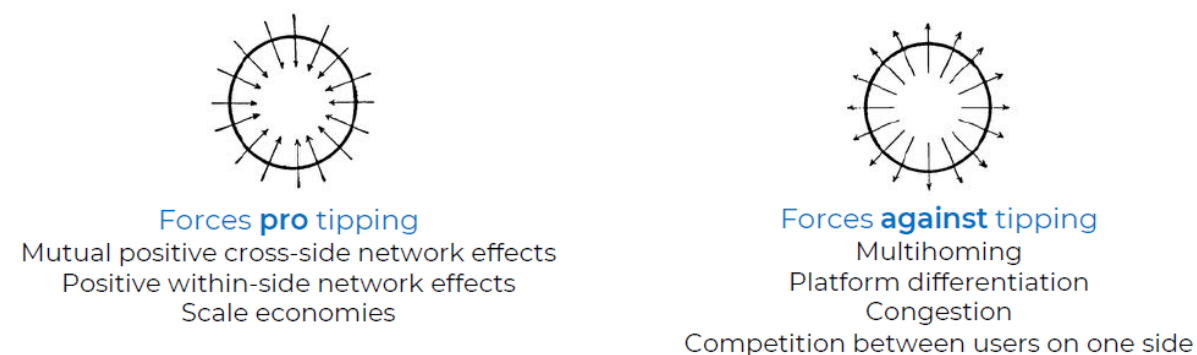 Forces pro tipping
Mutual positive cross-side network effects
Positive within-side network effects
Scale economies
Forces against tipping
Multihoming
Platform differentiation
Congestion
Competition between users on one side